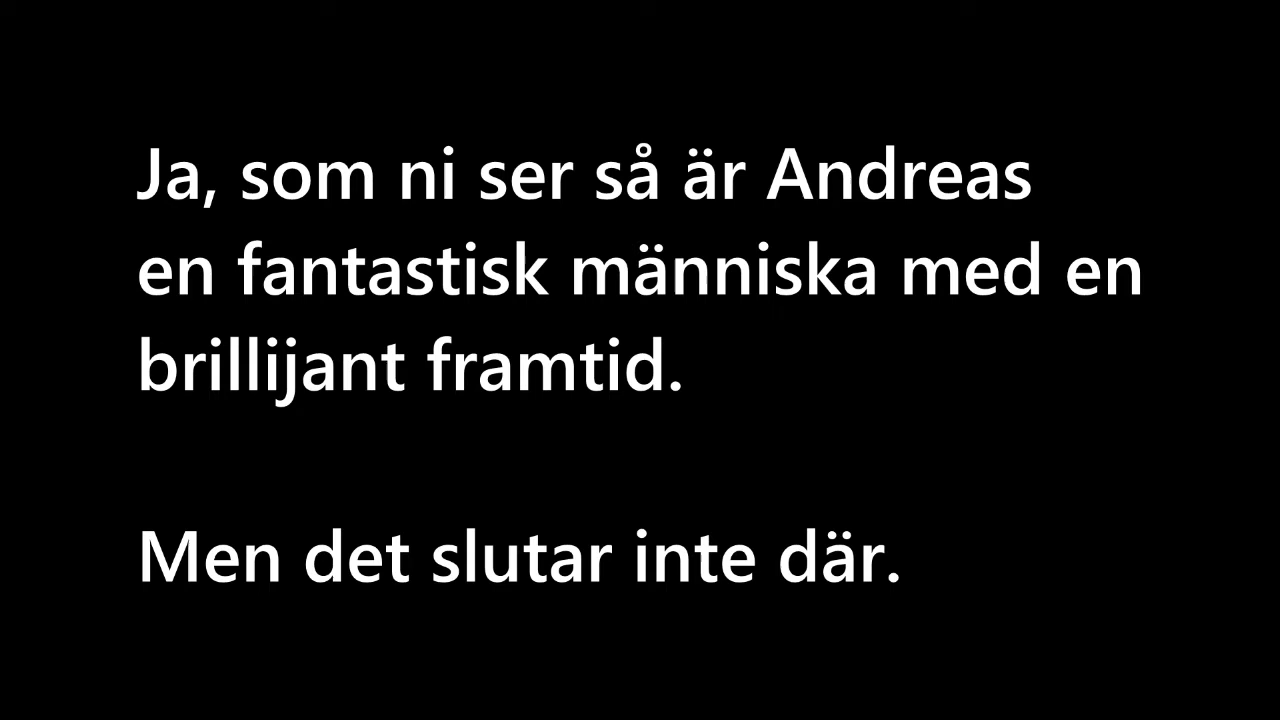 Ja, som ni ser så är Andreas
en fantastisk människa med en
brillijant framtid.
Men det slutar inte där.